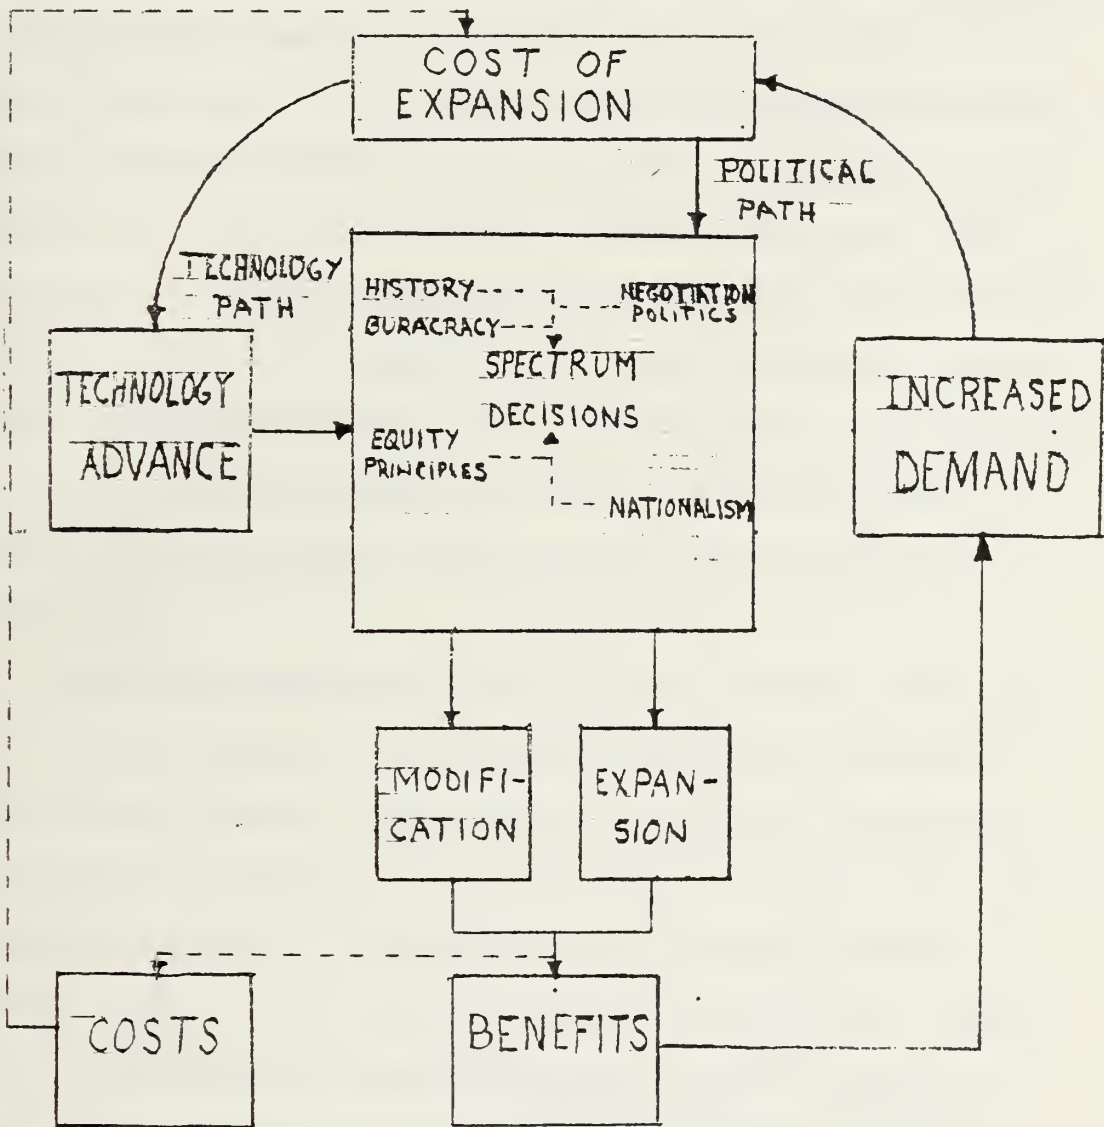 COST OF
EXPANSION
POLITICAL
PATH
TECHNOLOGY
PATH
HISTORY
BURACRACY
NEGOTIATION
POLITICS
SPECTRUM
DECISIONS
EQUITY
PRINCIPLES
NATIONALISM
TECHNOLOGY
ADVANCE
INCREASED
DEMAND
MODIFI-
CATION
EXPAN-
SION
COSTS
BENEFITS